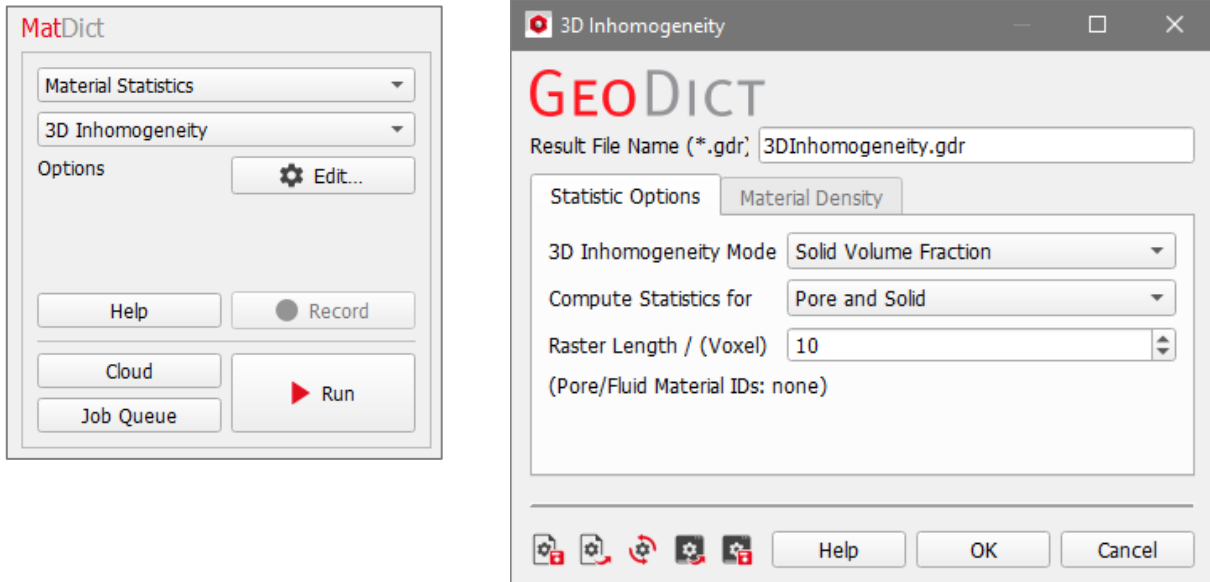 MatDict
Material Statistics
3D Inhomogeneity
Options
Edit...
Help
Record
Cloud
Job Queue
Run
3D Inhomogeneity
GEODICT
Result File Name (*.gdr) 3DInhomogeneity.gdr
Statistic Options
Material Density
3D Inhomogeneity Mode Solid Volume Fraction
Compute Statistics for Pore and Solid
Raster Length / (Voxel) 10
(Pore/Fluid Material IDs: none)
Help
OK
Cancel